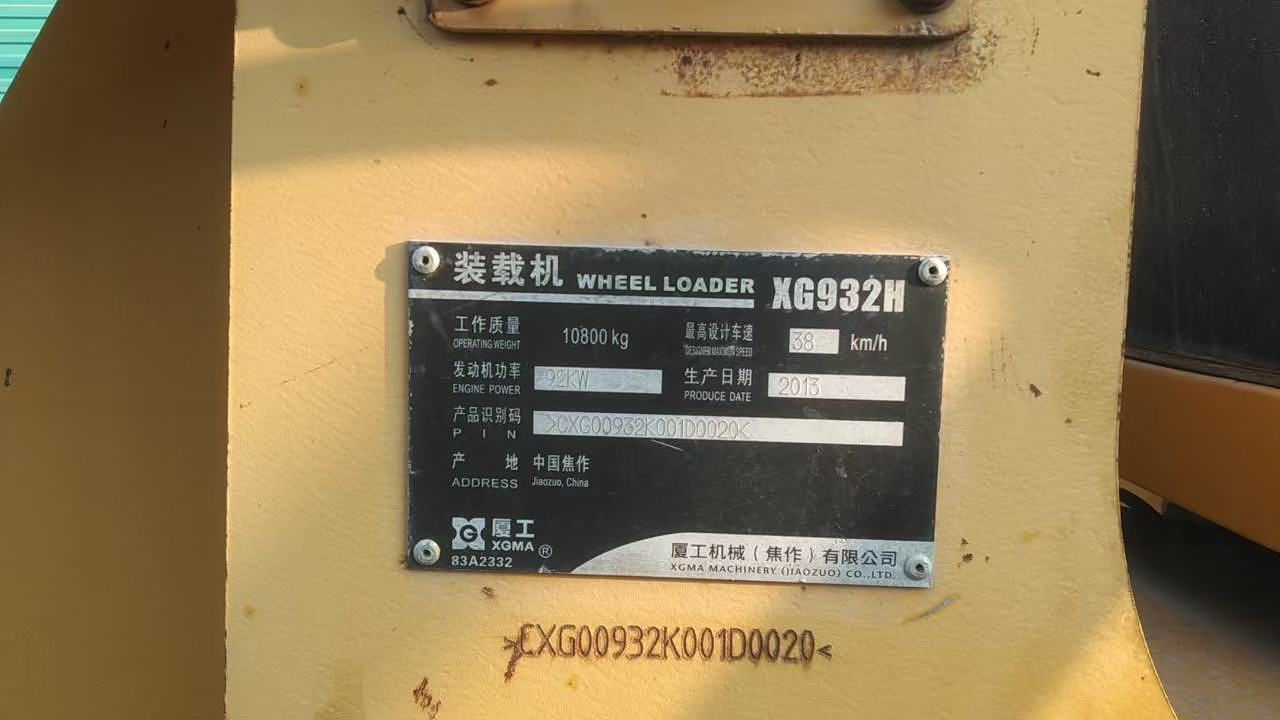 装载机 WHEEL LOADER XG932H
工作质量 10800 kg 最高设计车速 38 km/h
OPERATING WEIGHT DESIGNED MAXIMUM SPEED
发动机功率 92KW 生产日期 2013
ENGINE POWER PRODUCE DATE
产品识别码 >CXG00932K001D0020<
P I N
产 地 中国焦作
ADDRESS Jiaozuo, China
厦工
XGMA ®
83A2332
厦工机械（焦作）有限公司
XGMA MACHINERY (JIAOZUO) CO.,LTD.
>CXG00932K001D0020<